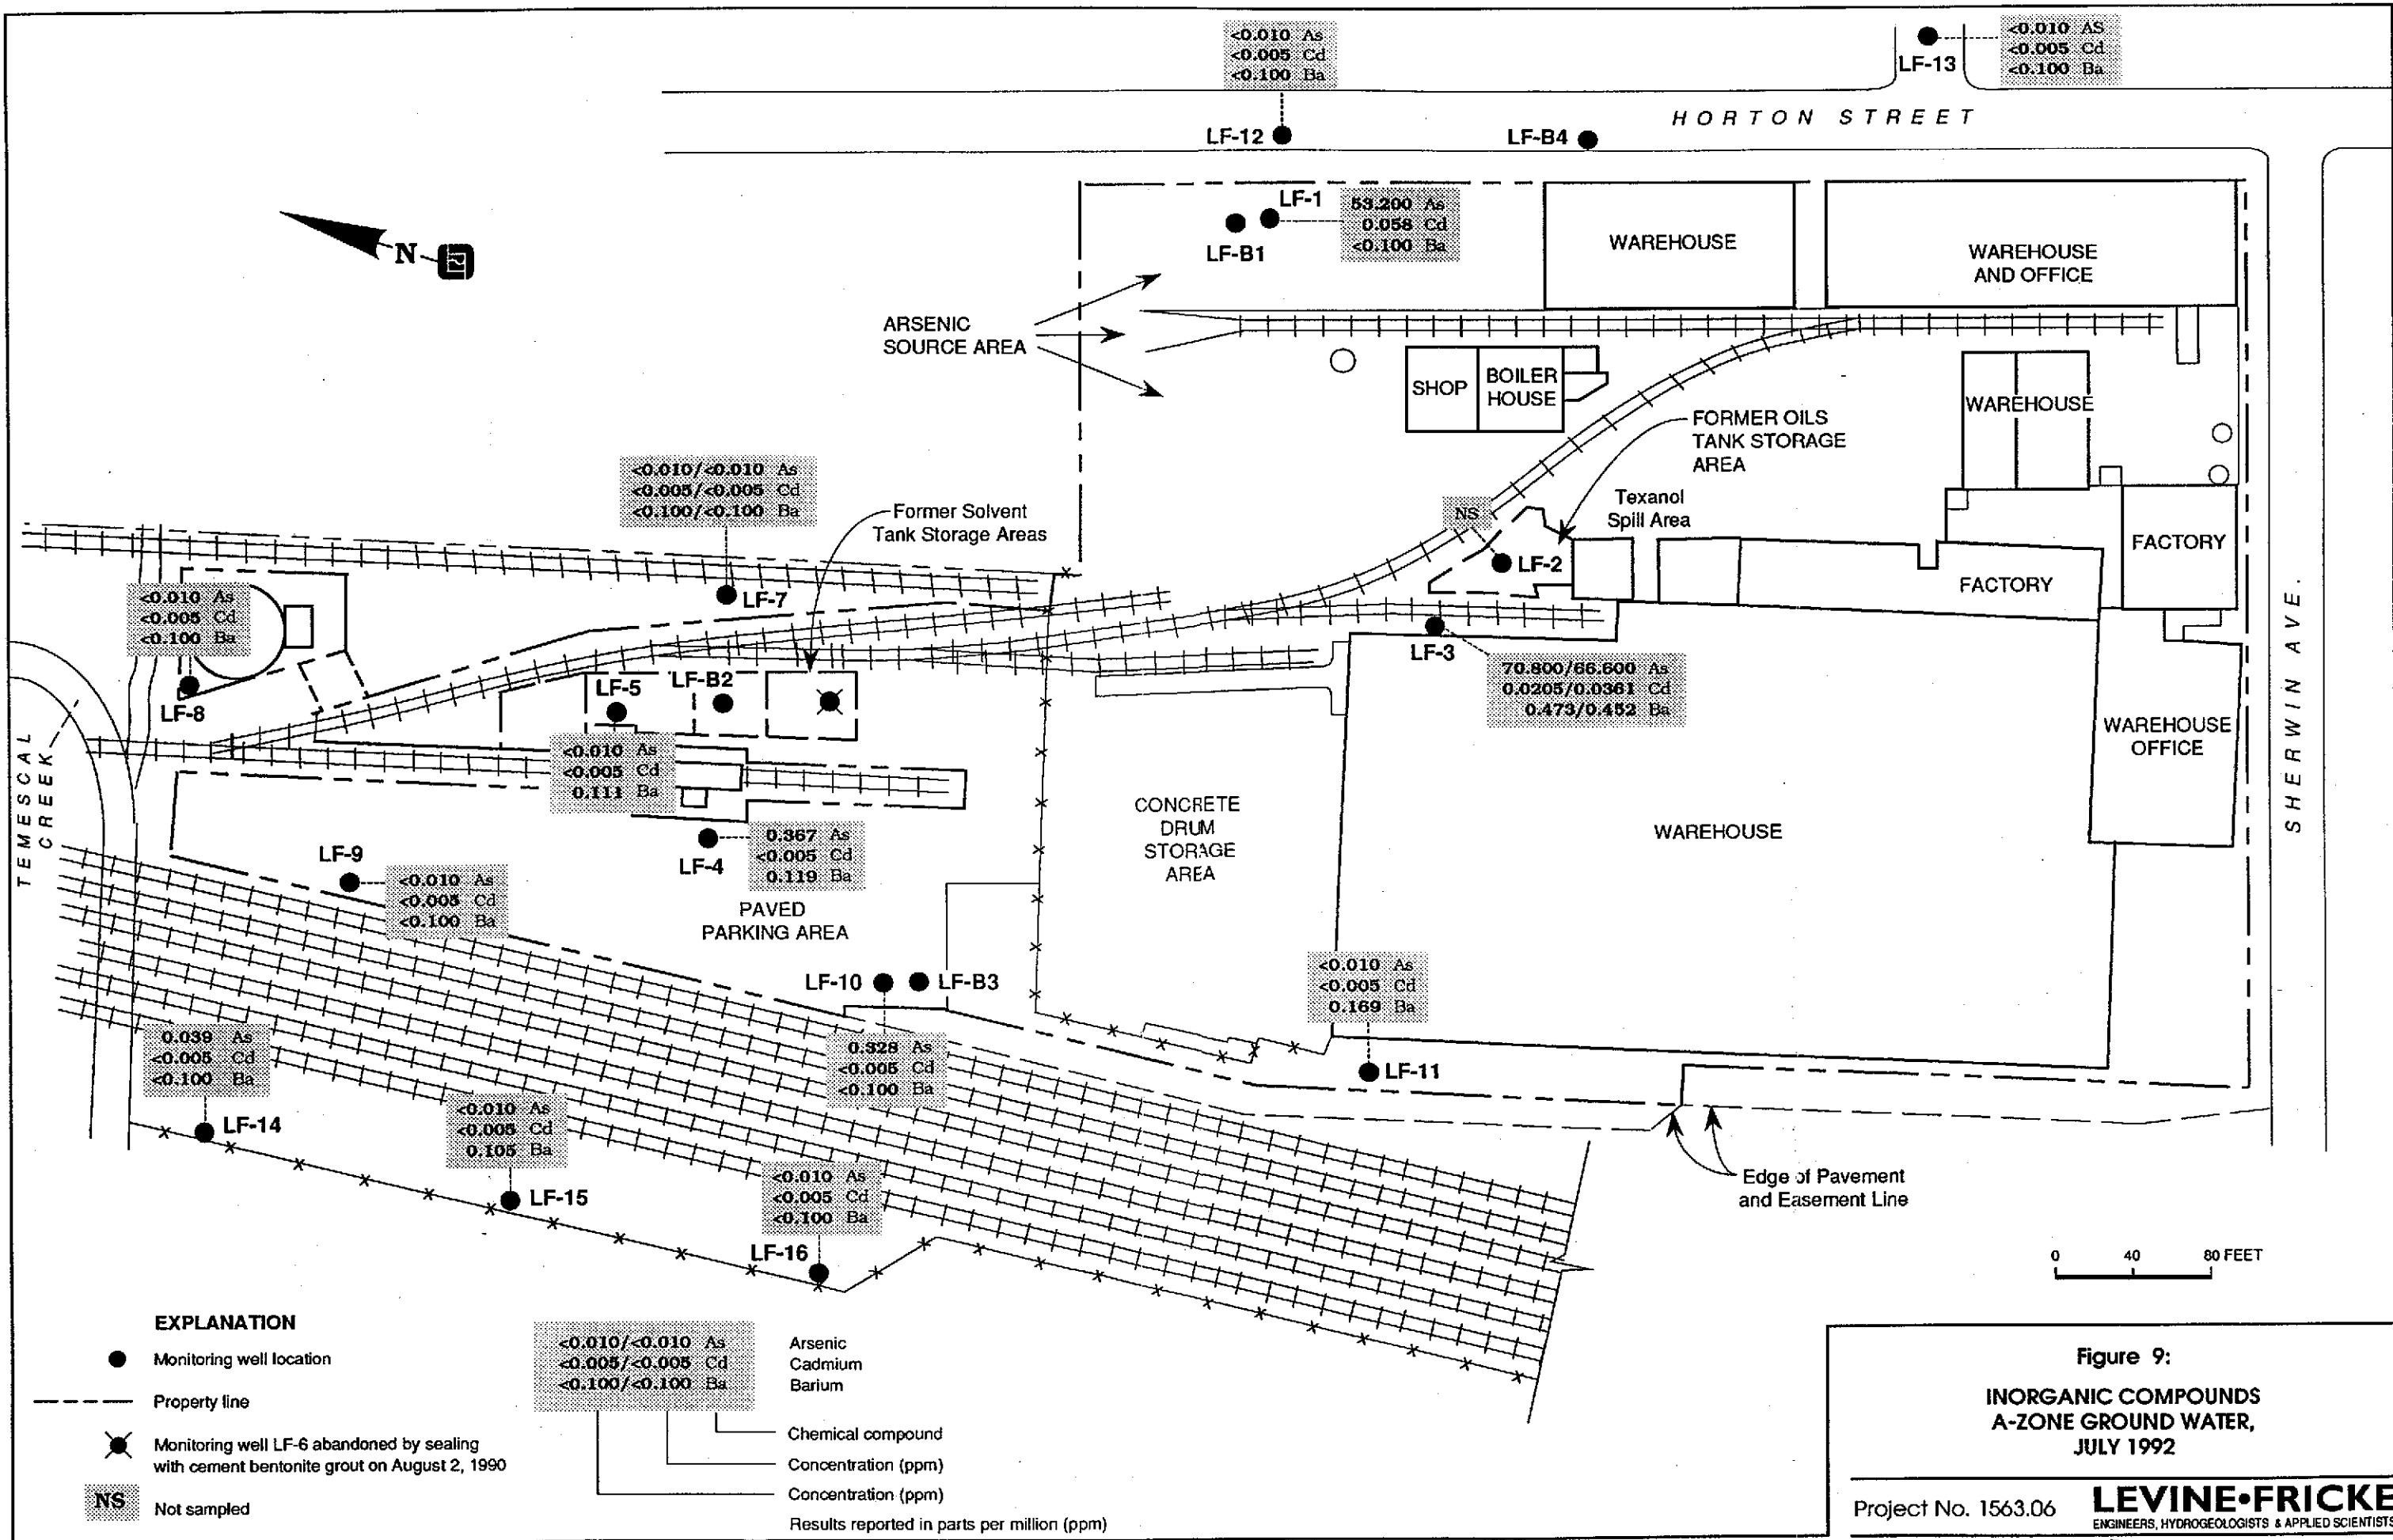 <0.010 As
<0.005 Cd
<0.100 Ba
LF-12
LF-B4
LF-13
<0.010 AS
<0.005 Cd
<0.100 Ba
HORTON STREET
N
LF-1
LF-B1
53.200 As
0.058 Cd
<0.100 Ba
WAREHOUSE
WAREHOUSE
AND OFFICE
ARSENIC
SOURCE AREA
SHOP
BOILER
HOUSE
WAREHOUSE
FORMER OILS
TANK STORAGE
AREA
<0.010/<0.010 As
<0.005/<0.005 Cd
<0.100/<0.100 Ba
LF-7
Former Solvent
Tank Storage Areas
NS
LF-2
Texanol
Spill Area
FACTORY
FACTORY
<0.010 As
<0.005 Cd
<0.100 Ba
LF-8
LF-5
LF-B2
LF-3
70.800/66.600 As
0.0205/0.0361 Cd
0.473/0.452 Ba
WAREHOUSE
OFFICE
SHERWIN AVE.
TEMESCAL
CREEK
<0.010 As
<0.005 Cd
0.111 Ba
LF-4
0.367 As
<0.005 Cd
0.119 Ba
CONCRETE
DRUM
STORAGE
AREA
WAREHOUSE
LF-9
<0.010 As
<0.005 Cd
<0.100 Ba
PAVED
PARKING AREA
LF-10
LF-B3
0.328 As
<0.005 Cd
<0.100 Ba
<0.010 As
<0.005 Cd
0.169 Ba
LF-11
0.039 As
<0.005 Cd
<0.100 Ba
LF-14
<0.010 As
<0.005 Cd
0.105 Ba
LF-15
<0.010 As
<0.005 Cd
<0.100 Ba
LF-16
Edge of Pavement
and Easement Line
0 40 80 FEET
EXPLANATION
Monitoring well location
Property line
Monitoring well LF-6 abandoned by sealing
with cement bentonite grout on August 2, 1990
NS Not sampled
<0.010/<0.010 As Arsenic
<0.005/<0.005 Cd Cadmium
<0.100/<0.100 Ba Barium
Chemical compound
Concentration (ppm)
Concentration (ppm)
Results reported in parts per million (ppm)
Figure 9:
INORGANIC COMPOUNDS
A-ZONE GROUND WATER,
JULY 1992
Project No. 1563.06
LEVINE•FRICKE
ENGINEERS, HYDROGEOLOGISTS & APPLIED SCIENTISTS